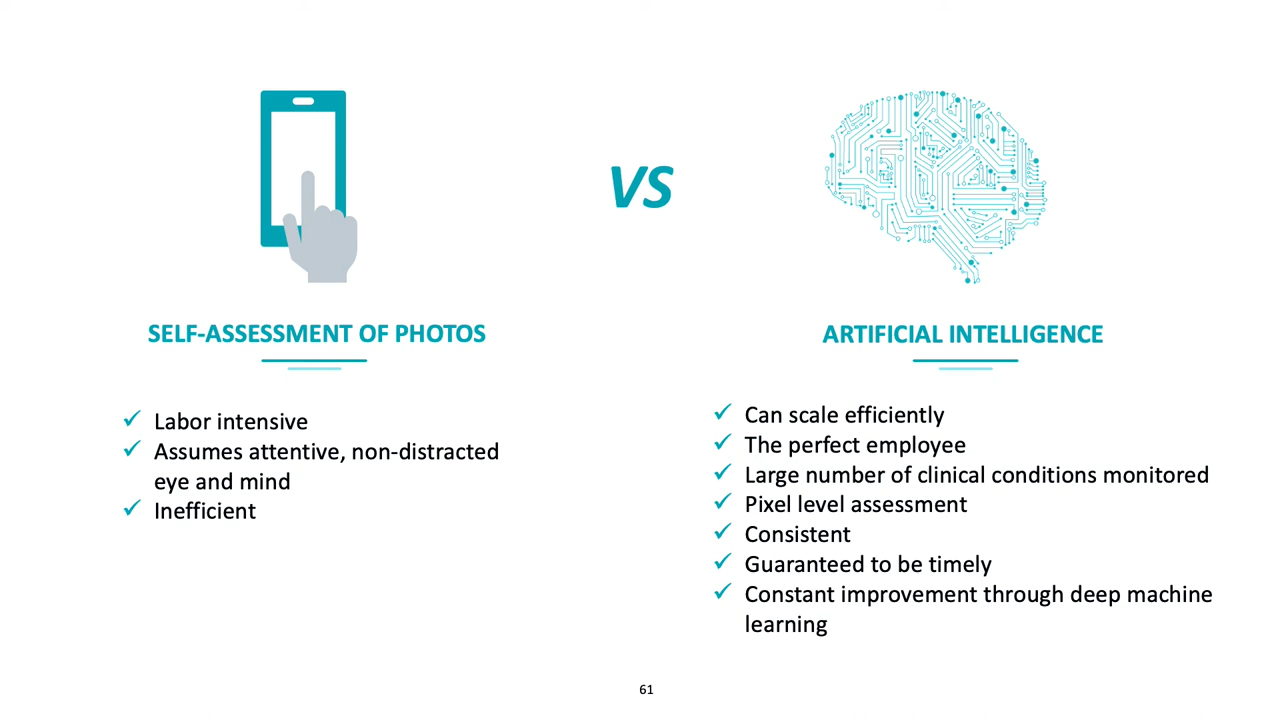 VS
SELF-ASSESSMENT OF PHOTOS
Labor intensive
Assumes attentive, non-distracted
eye and mind
Inefficient
ARTIFICIAL INTELLIGENCE
Can scale efficiently
The perfect employee
Large number of clinical conditions monitored
Pixel level assessment
Consistent
Guaranteed to be timely
Constant improvement through deep machine
learning
61